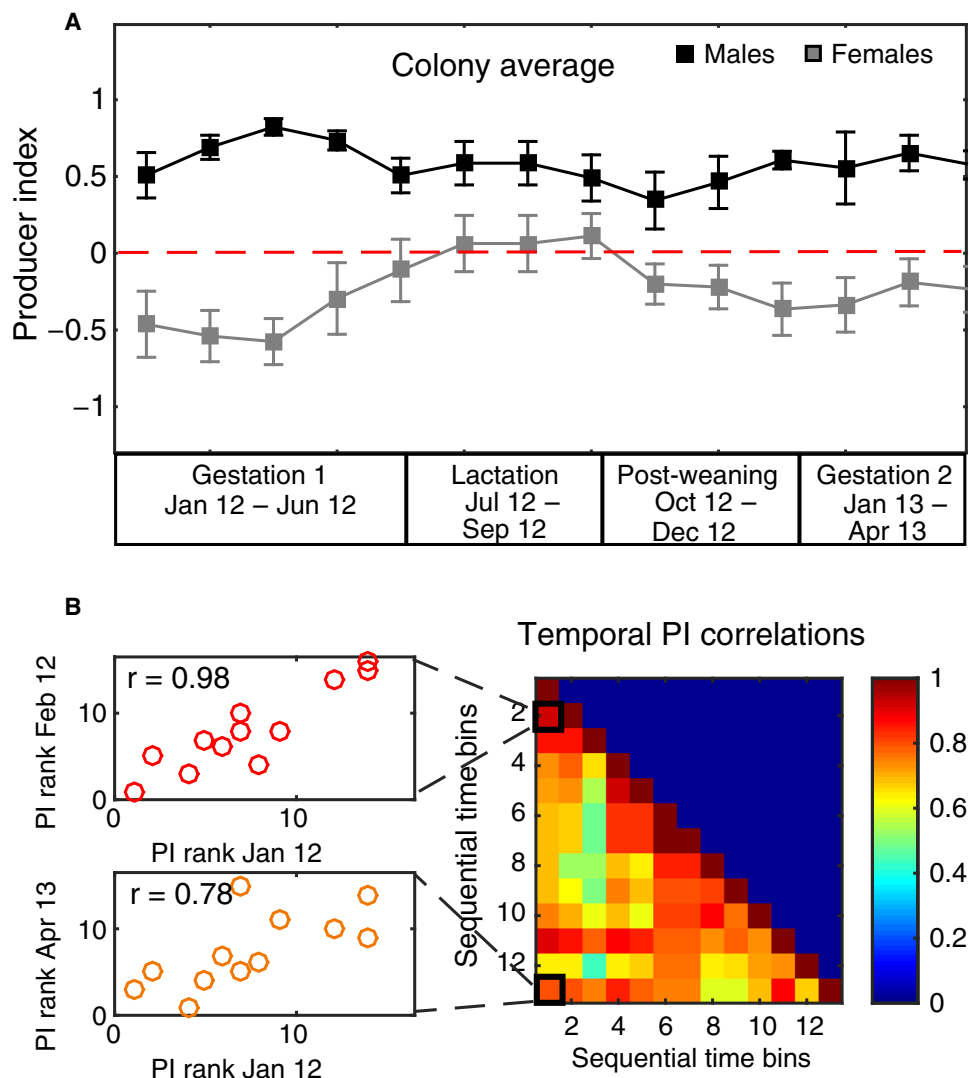 A
Colony average
Males
Females
Producer index
1
0.5
0
−0.5
−1
Gestation 1
Jan 12 – Jun 12
Lactation
Jul 12 –
Sep 12
Post-weaning
Oct 12 –
Dec 12
Gestation 2
Jan 13 –
Apr 13
B
r = 0.98
PI rank Feb 12
10
0
0
10
PI rank Jan 12
r = 0.78
PI rank Apr 13
10
0
0
10
PI rank Jan 12
Temporal PI correlations
Sequential time bins
2
4
6
8
10
12
2 4 6 8 10 12
Sequential time bins
1
0.8
0.6
0.4
0.2
0